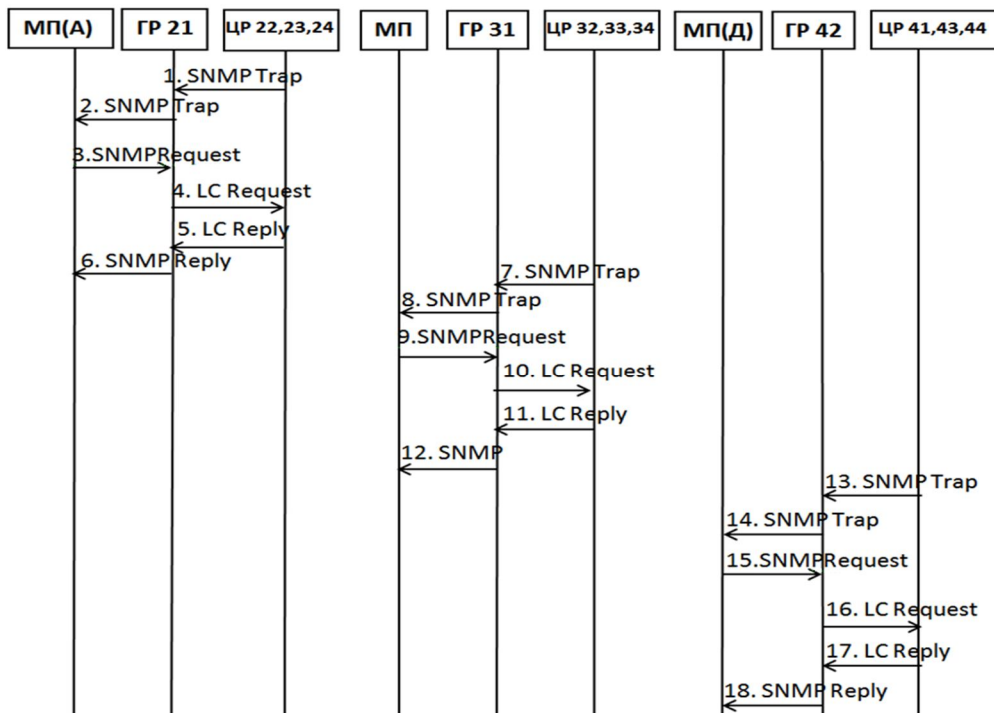 МП(А)
ГР 21
ЦР 22,23,24
МП
ГР 31
ЦР 32,33,34
МП(Д)
ГР 42
ЦР 41,43,44
1. SNMP Trap
2. SNMP Trap
3.SNMPRequest
4. LC Request
5. LC Reply
6. SNMP Reply
7. SNMP Trap
8. SNMP Trap
9.SNMPRequest
10. LC Request
11. LC Reply
12. SNMP
13. SNMP Trap
14. SNMP Trap
15.SNMPRequest
16. LC Request
17. LC Reply
18. SNMP Reply